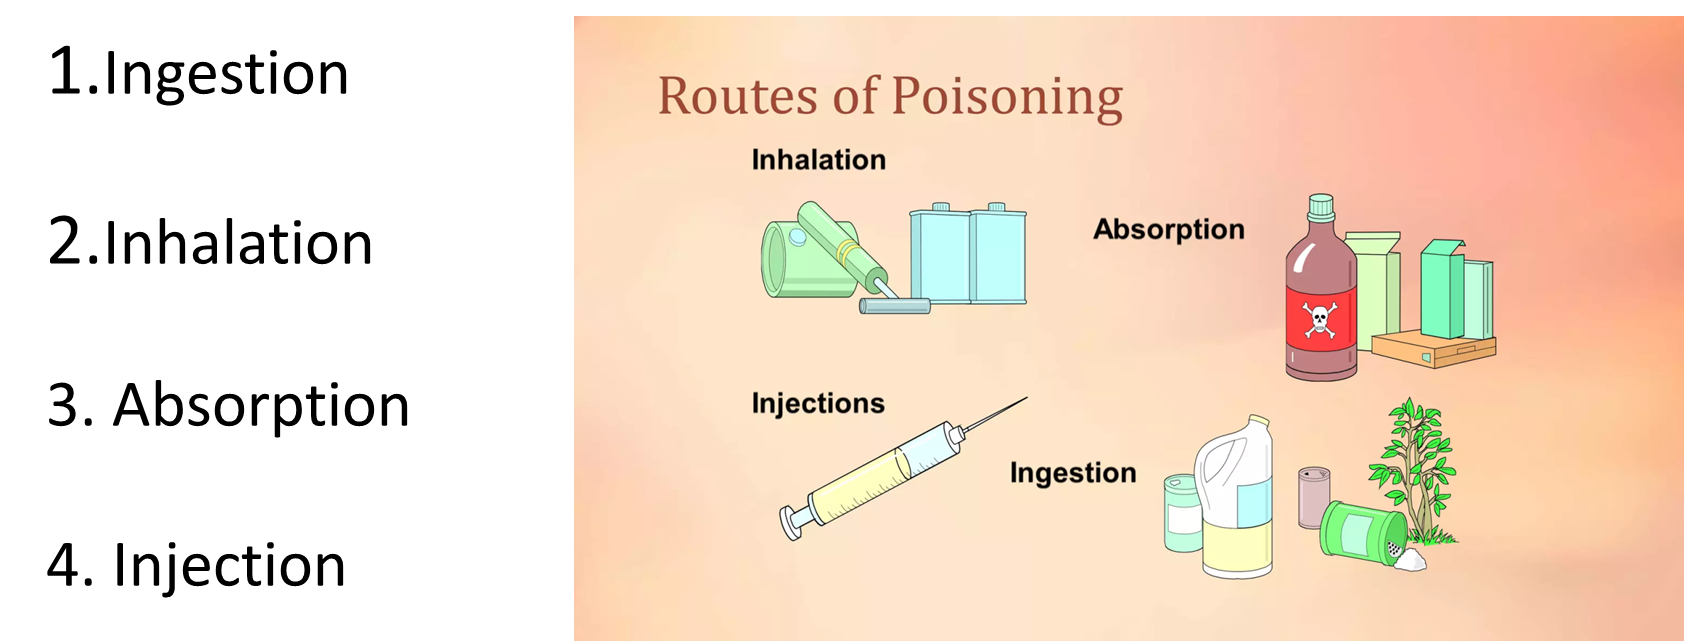 1.Ingestion
2.Inhalation
3. Absorption
4. Injection
Routes of Poisoning
Inhalation
Absorption
Injections
Ingestion